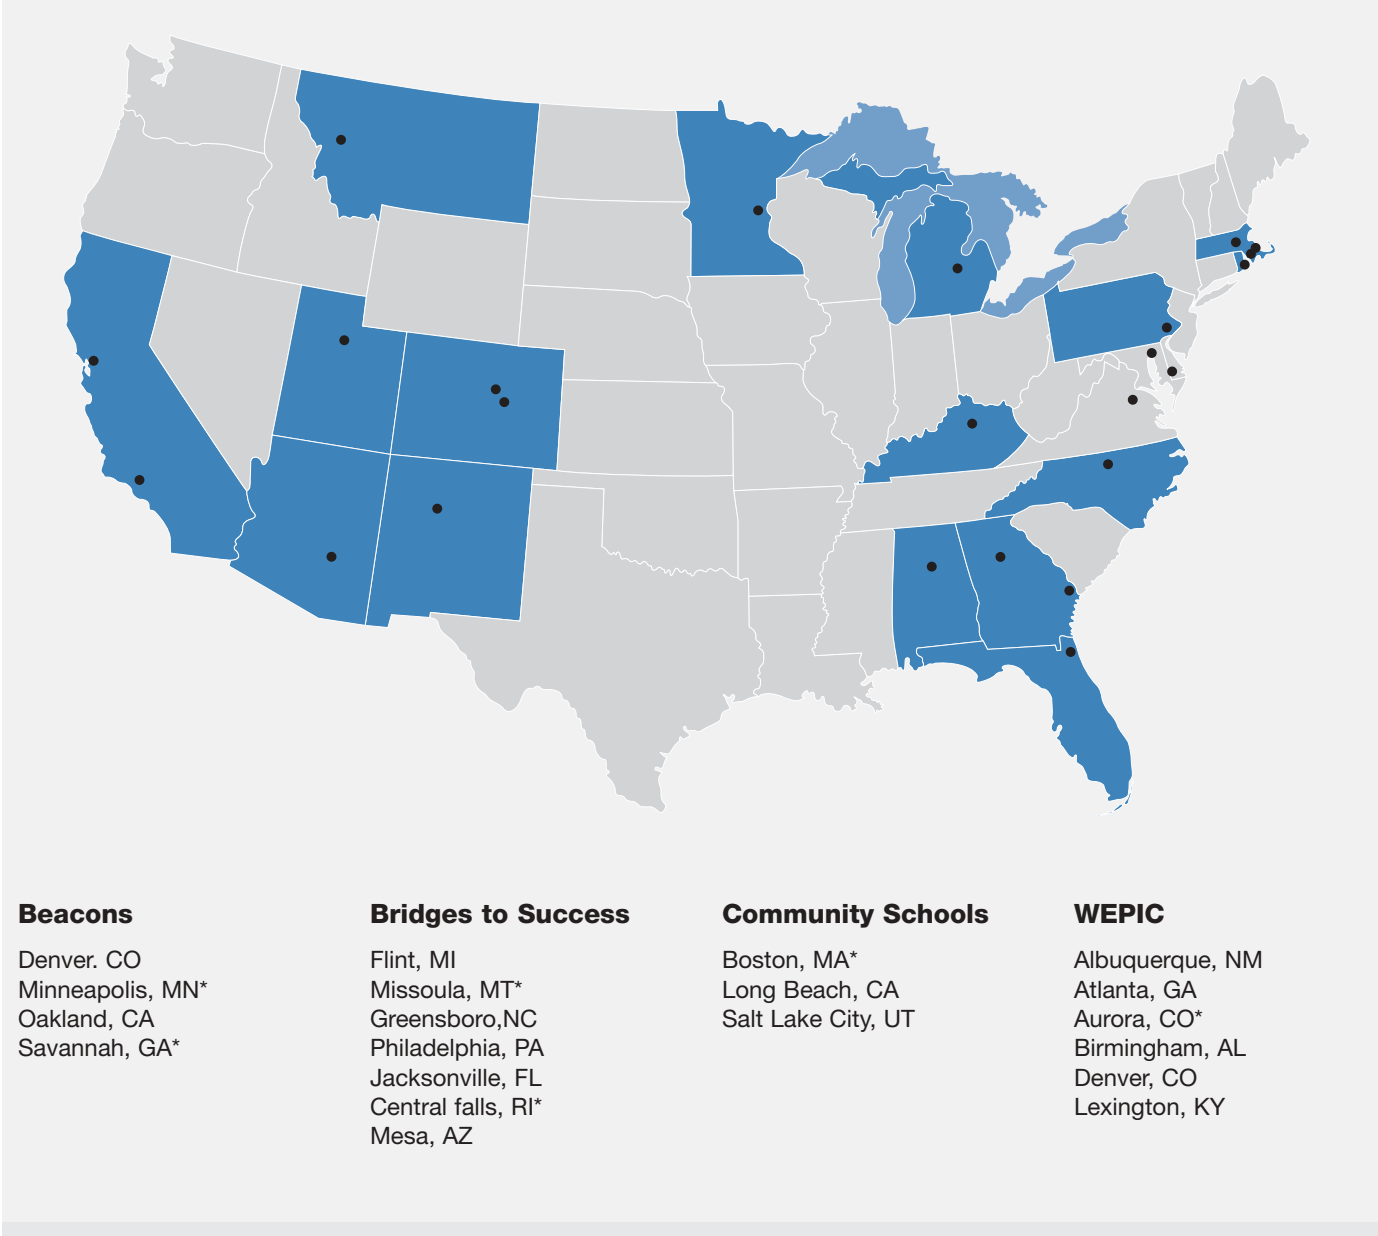 Beacons
Denver. CO
Minneapolis, MN*
Oakland, CA
Savannah, GA*
Bridges to Success
Flint, MI
Missoula, MT*
Greensboro,NC
Philadelphia, PA
Jacksonville, FL
Central falls, RI*
Mesa, AZ
Community Schools
Boston, MA*
Long Beach, CA
Salt Lake City, UT
WEPIC
Albuquerque, NM
Atlanta, GA
Aurora, CO*
Birmingham, AL
Denver, CO
Lexington, KY